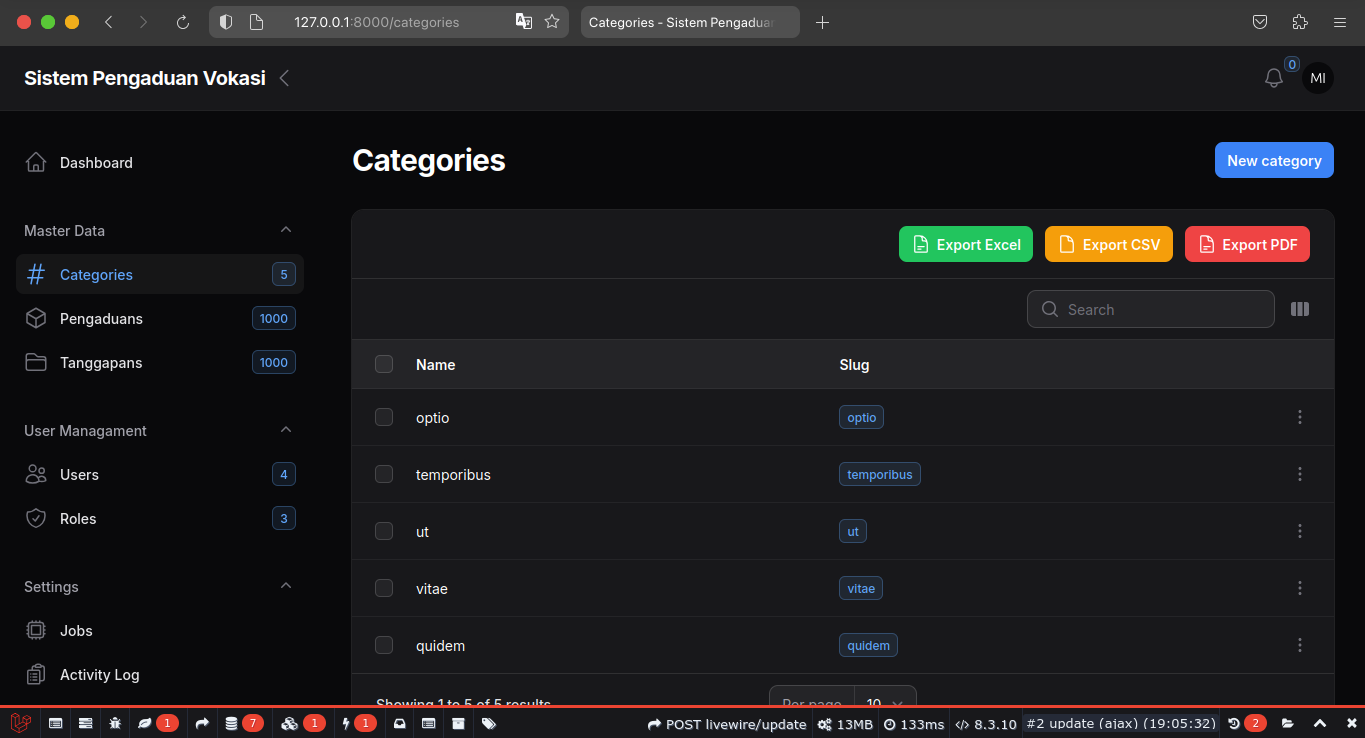 127.0.0.1:8000/categories
Categories - Sistem Pengaduan
Sistem Pengaduan Vokasi
0
MI
Dashboard
Master Data
Categories 5
Pengaduans 1000
Tanggapans 1000
User Managament
Users 4
Roles 3
Settings
Jobs
Activity Log
Categories
New category
Export Excel
Export CSV
Export PDF
Search
Name Slug
optio optio
temporibus temporibus
ut ut
vitae vitae
quidem quidem
Showing 1 to 5 of 5 results
Per page 10
1 7 1 1 POST livewire/update 13MB 133ms 8.3.10 #2 update (ajax) (19:05:32) 2